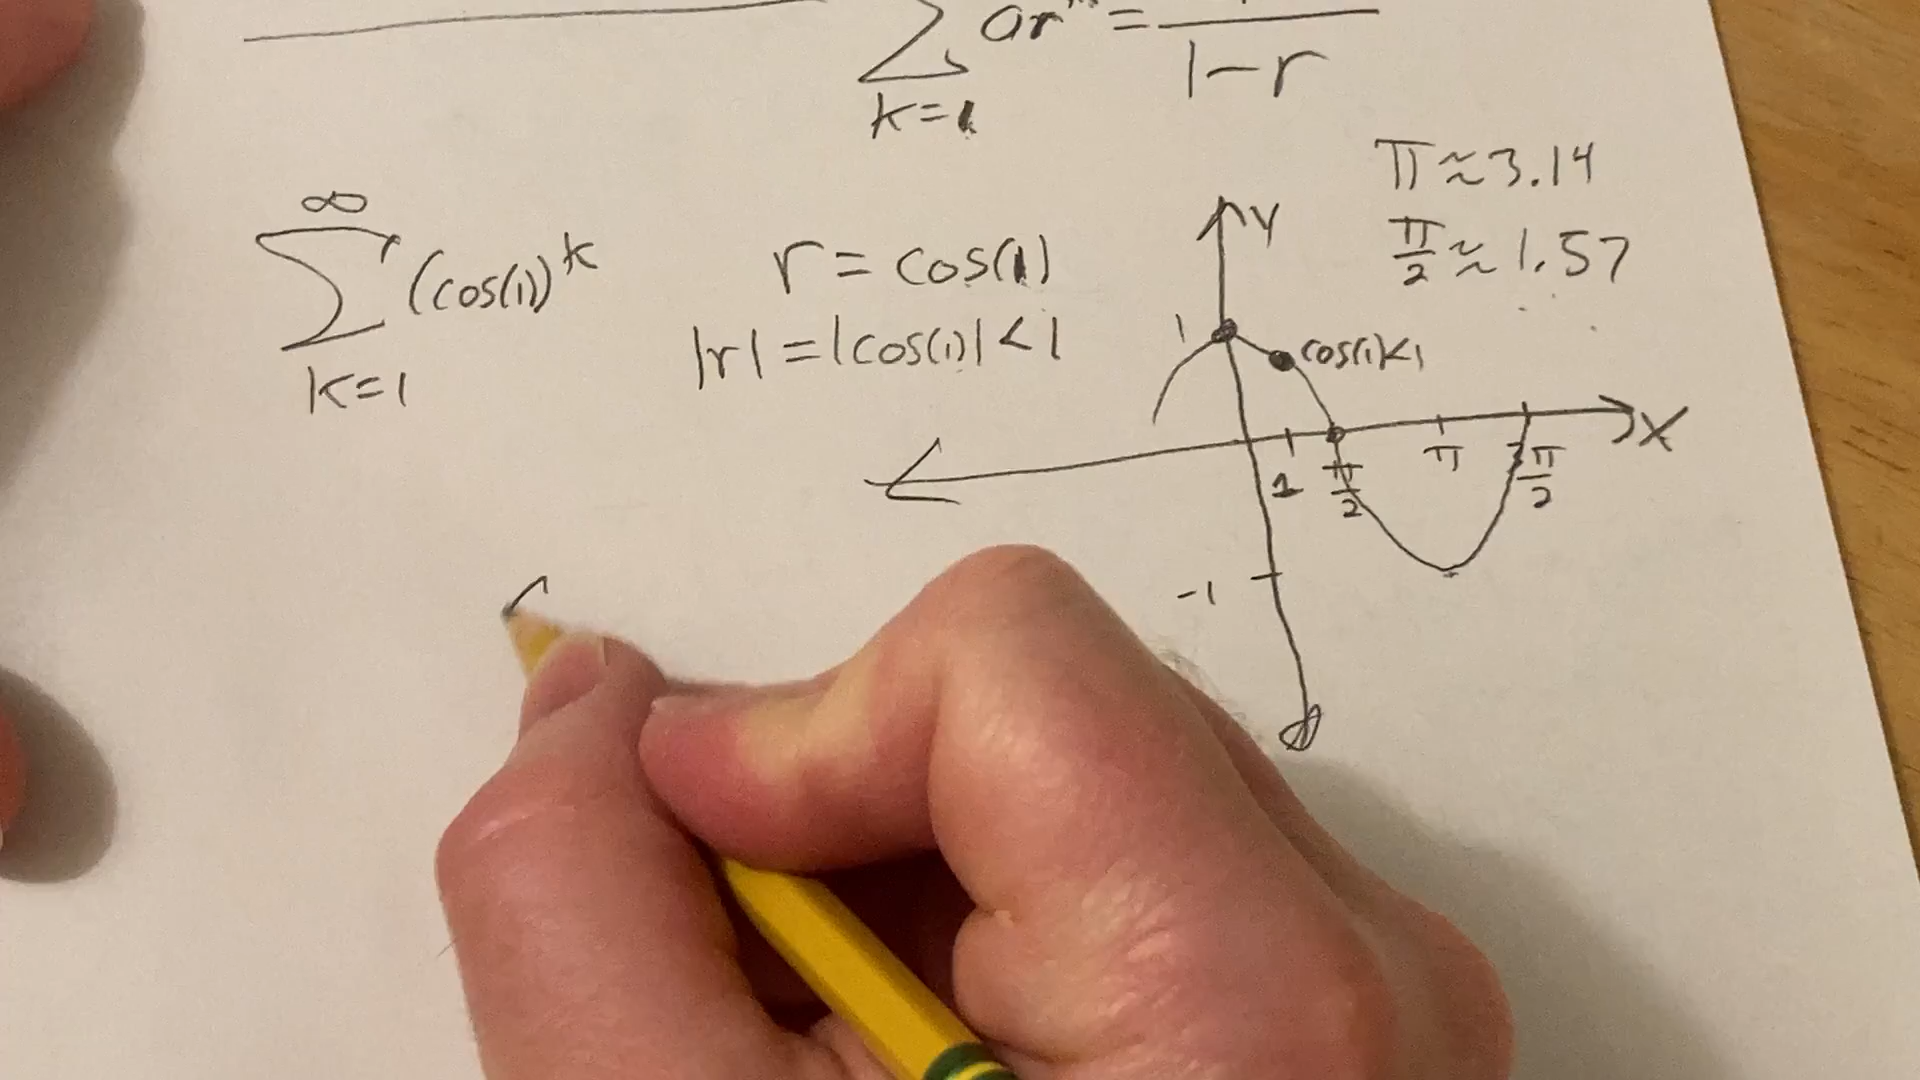 ∑ ar = / 1-r
k=1
∞
∑ (cos(1))^k
k=1
r = cos(1)
|r| = |cos(1)| < 1
π ≈ 3.14
π/2 ≈ 1.57
y
1
cos(1)<1
x
1
π/2
π
3π/2
-1